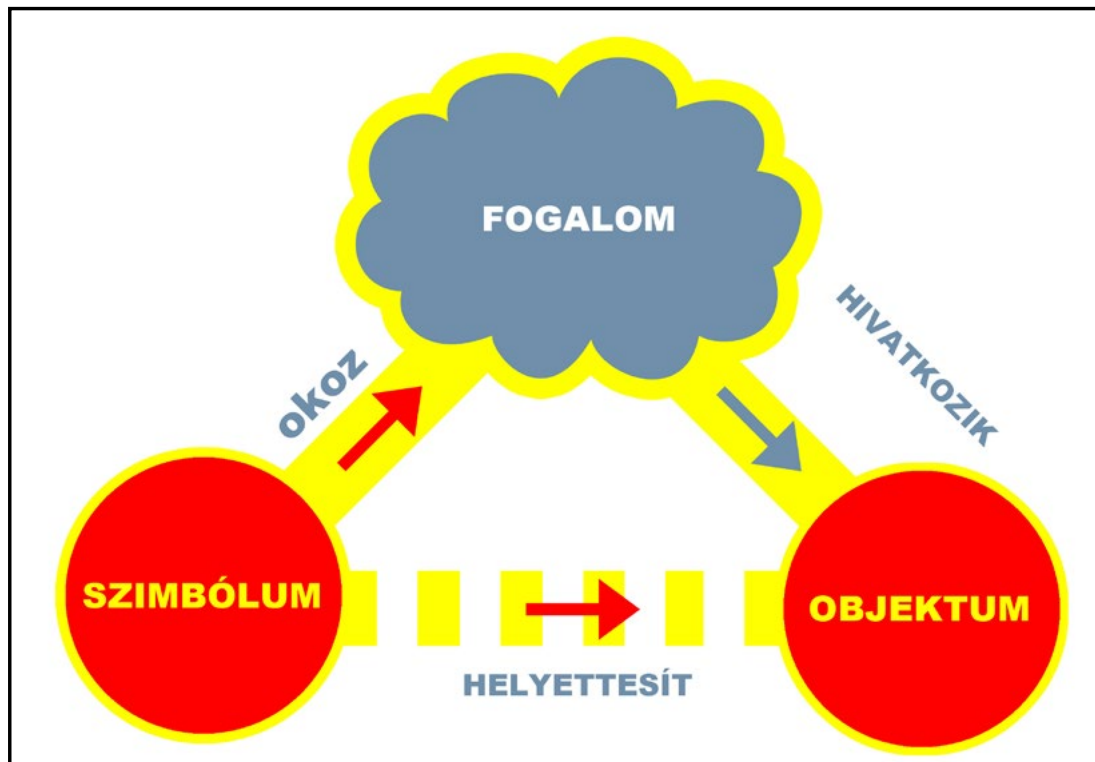 FOGALOM
okoz
HIVATKOZIK
SZIMBÓLUM
OBJEKTUM
HELYETTESÍT